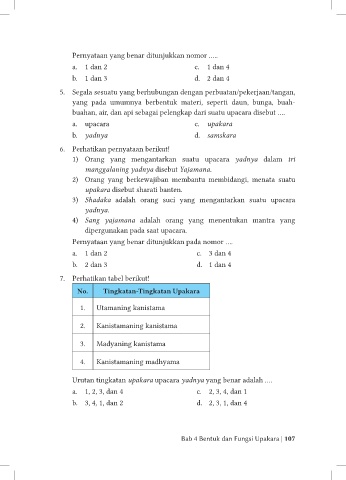 Pernyataan yang benar ditunjukkan nomor .....
a. 1 dan 2 c. 1 dan 4
b. 1 dan 3 d. 2 dan 4
5. Segala sesuatu yang berhubungan dengan perbuatan/pekerjaan/tangan,
yang pada umumnya berbentuk materi, seperti daun, bunga, buah-
buahan, air, dan api sebagai pelengkap dari suatu upacara disebut ....
a. upacara c. upakara
b. yadnya d. samskara
6. Perhatikan pernyataan berikut!
1) Orang yang mengantarkan suatu upacara yadnya dalam tri
manggalaning yadnya disebut Yajamana.
2) Orang yang berkewajiban membantu membidangi, menata suatu
upakara disebut sharati banten.
3) Shadaka adalah orang suci yang mengantarkan suatu upacara
yadnya.
4) Sang yajamana adalah orang yang menentukan mantra yang
dipergunakan pada saat upacara.
Pernyataan yang benar ditunjukkan pada nomor ....
a. 1 dan 2 c. 3 dan 4
b. 2 dan 3 d. 1 dan 4
7. Perhatikan tabel berikut!
No. Tingkatan-Tingkatan Upakara
1. Utamaning kanistama
2. Kanistamaning kanistama
3. Madyaning kanistama
4. Kanistamaning madhyama
Urutan tingkatan upakara upacara yadnya yang benar adalah ....
a. 1, 2, 3, dan 4 c. 2, 3, 4, dan 1
b. 3, 4, 1, dan 2 d. 2, 3, 1, dan 4
Bab 4 Bentuk dan Fungsi Upakara | 107